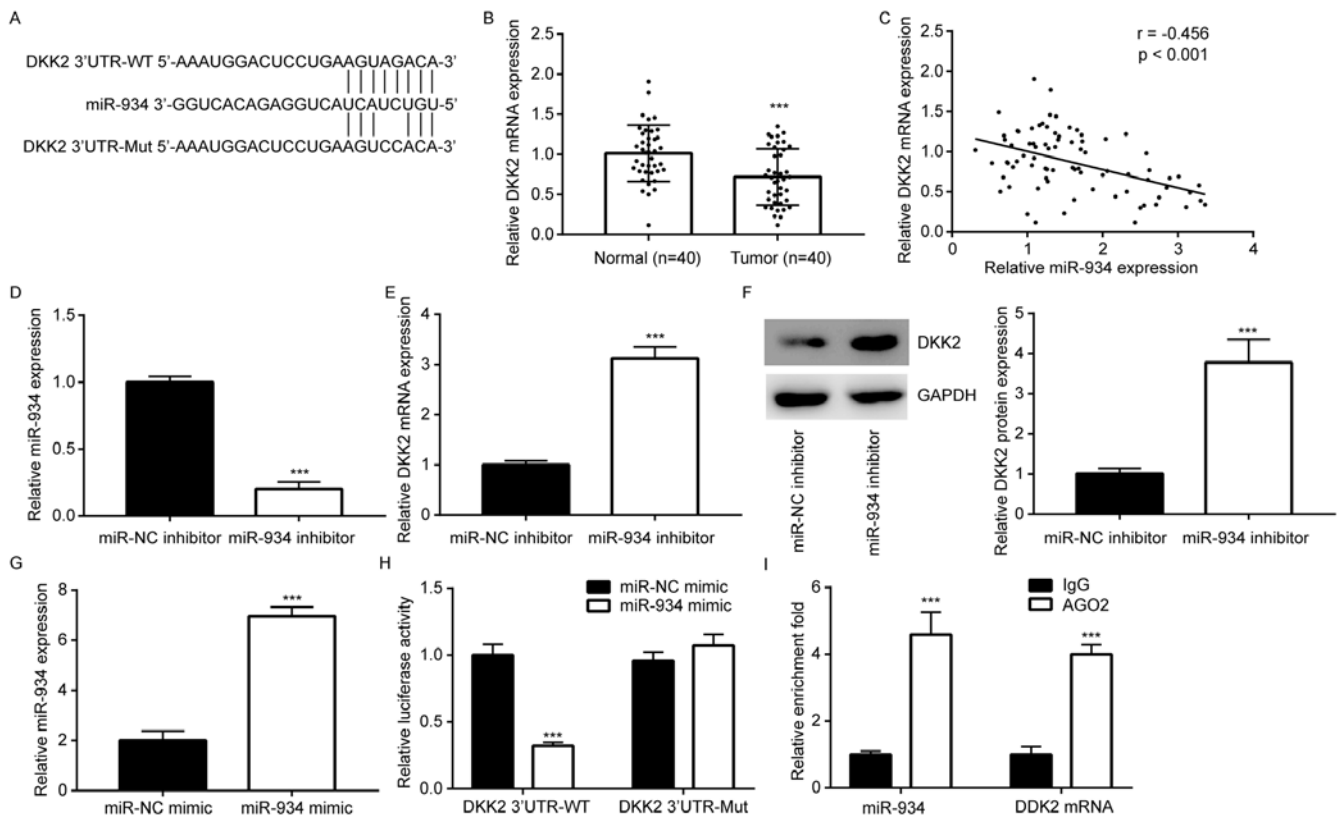 A
DKK2 3'UTR-WT 5'-AAAUGGACUCCUGAAGUAGACA-3'
miR-934 3'-GGUCACAGAGGUCAUCAUCUGU-5'
DKK2 3'UTR-Mut 5'-AAAUGGACUCCUGAAGUCCACA-3'
B
Relative DKK2 mRNA expression
2.5
2.0
1.5
1.0
0.5
0.0
***
Normal (n=40)
Tumor (n=40)
C
Relative DKK2 mRNA expression
2.5
2.0
1.5
1.0
0.5
0.0
r = -0.456
p < 0.001
0 1 2 3 4
Relative miR-934 expression
D
Relative miR-934 expression
1.5
1.0
0.5
0.0
***
miR-NC inhibitor
miR-934 inhibitor
E
Relative DKK2 mRNA expression
4
3
2
1
0
***
miR-NC inhibitor
miR-934 inhibitor
F
DKK2
GAPDH
miR-NC inhibitor
miR-934 inhibitor
Relative DKK2 protein expression
5
4
3
2
1
0
***
miR-NC inhibitor
miR-934 inhibitor
G
Relative miR-934 expression
8
6
4
2
0
***
miR-NC mimic
miR-934 mimic
H
Relative luciferase activity
1.5
1.0
0.5
0.0
miR-NC mimic
miR-934 mimic
***
DKK2 3'UTR-WT
DKK2 3'UTR-Mut
I
Relative enrichment fold
6
4
2
0
IgG
AGO2
***
***
miR-934
DDK2 mRNA